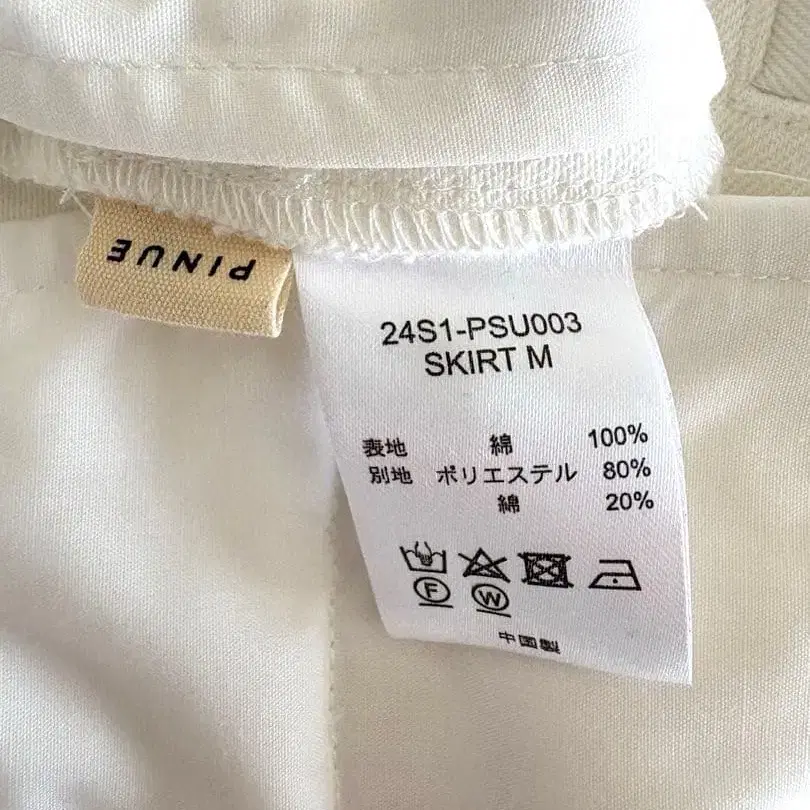 PINUE
24S1-PSU003
SKIRT M
表地 綿 100%
別地 ポリエステル 80%
綿 20%
F W
中国製